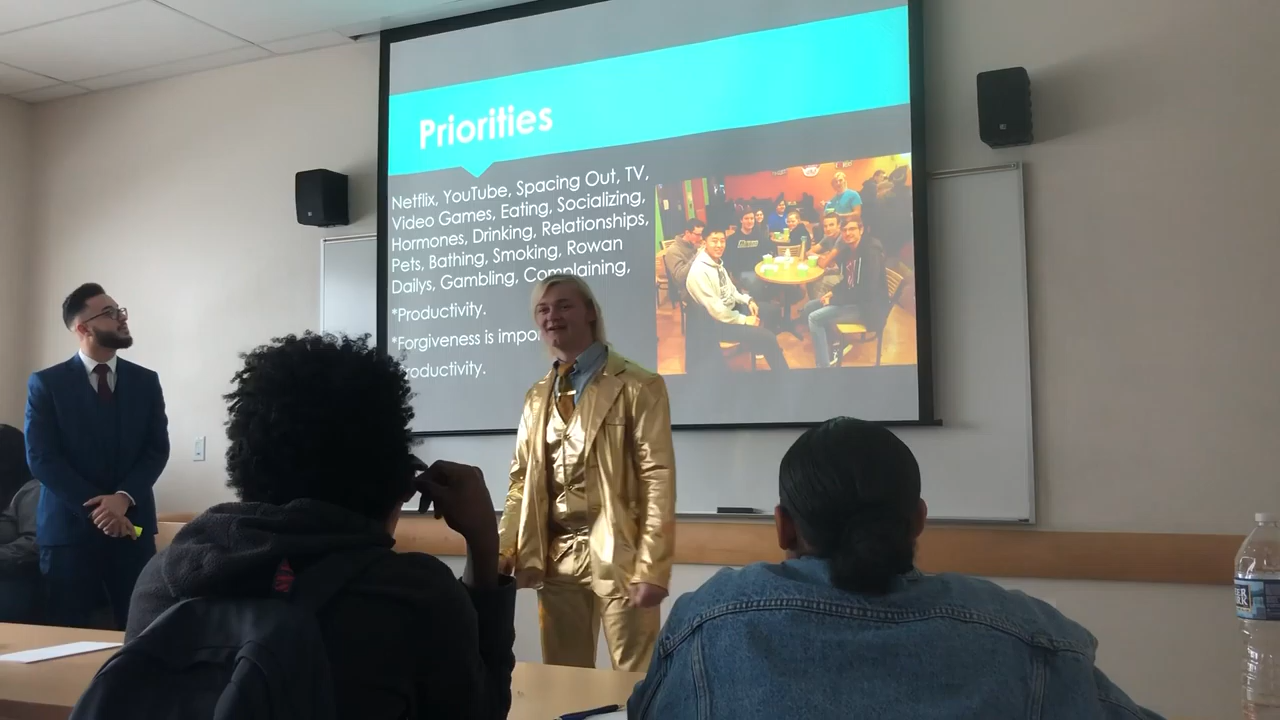 Priorities
Netflix, YouTube, Spacing Out, TV,
Video Games, Eating, Socializing,
Hormones, Drinking, Relationships,
Pets, Bathing, Smoking, Rowan
Dailys, Gambling, Complaining,
*Productivity.
*Forgiveness is impo
roductivity.